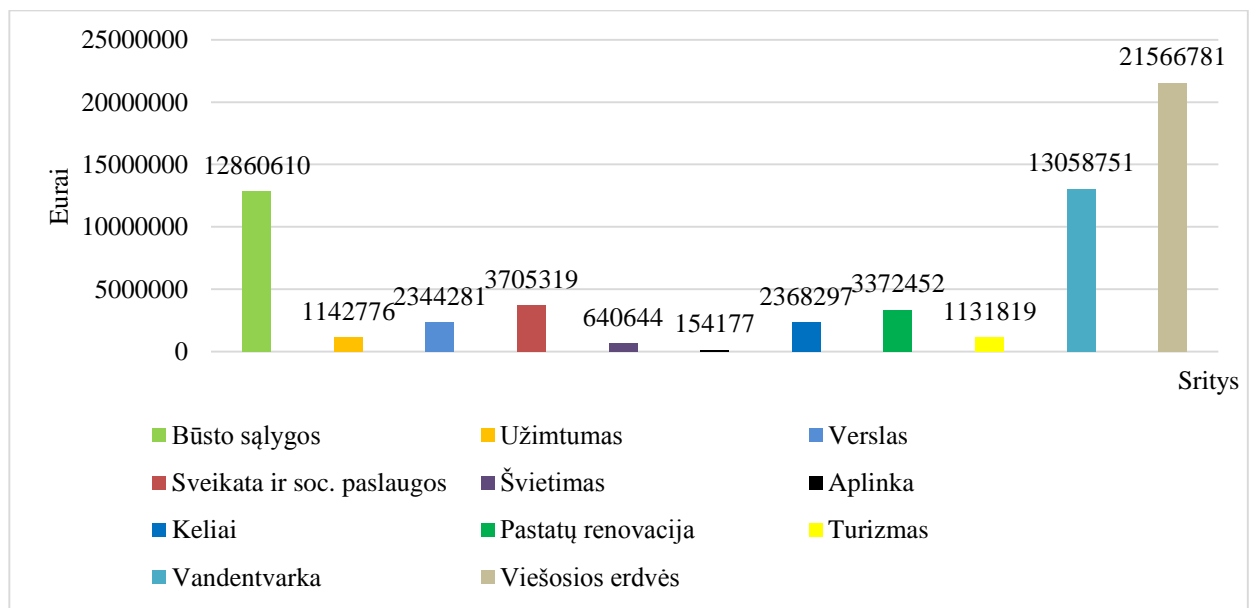 25000000
20000000
15000000
10000000
5000000
0
Eurai
12860610
1142776
2344281
3705319
640644
154177
2368297
3372452
1131819
13058751
21566781
Sritys
Būsto sąlygos
Užimtumas
Verslas
Sveikata ir soc. paslaugos
Švietimas
Aplinka
Keliai
Pastatų renovacija
Turizmas
Vandentvarka
Viešosios erdvės